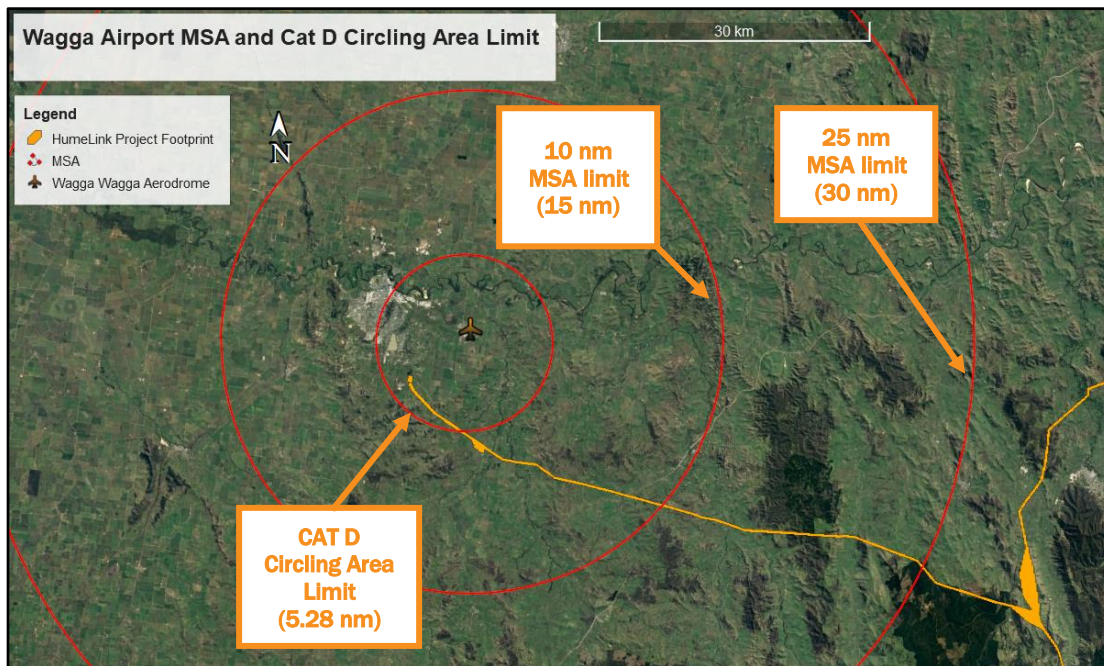 Wagga Airport MSA and Cat D Circling Area Limit
30 km
Legend
HumeLink Project Footprint
MSA
Wagga Wagga Aerodrome
N
10 nm
MSA limit
(15 nm)
25 nm
MSA limit
(30 nm)
CAT D
Circling Area
Limit
(5.28 nm)